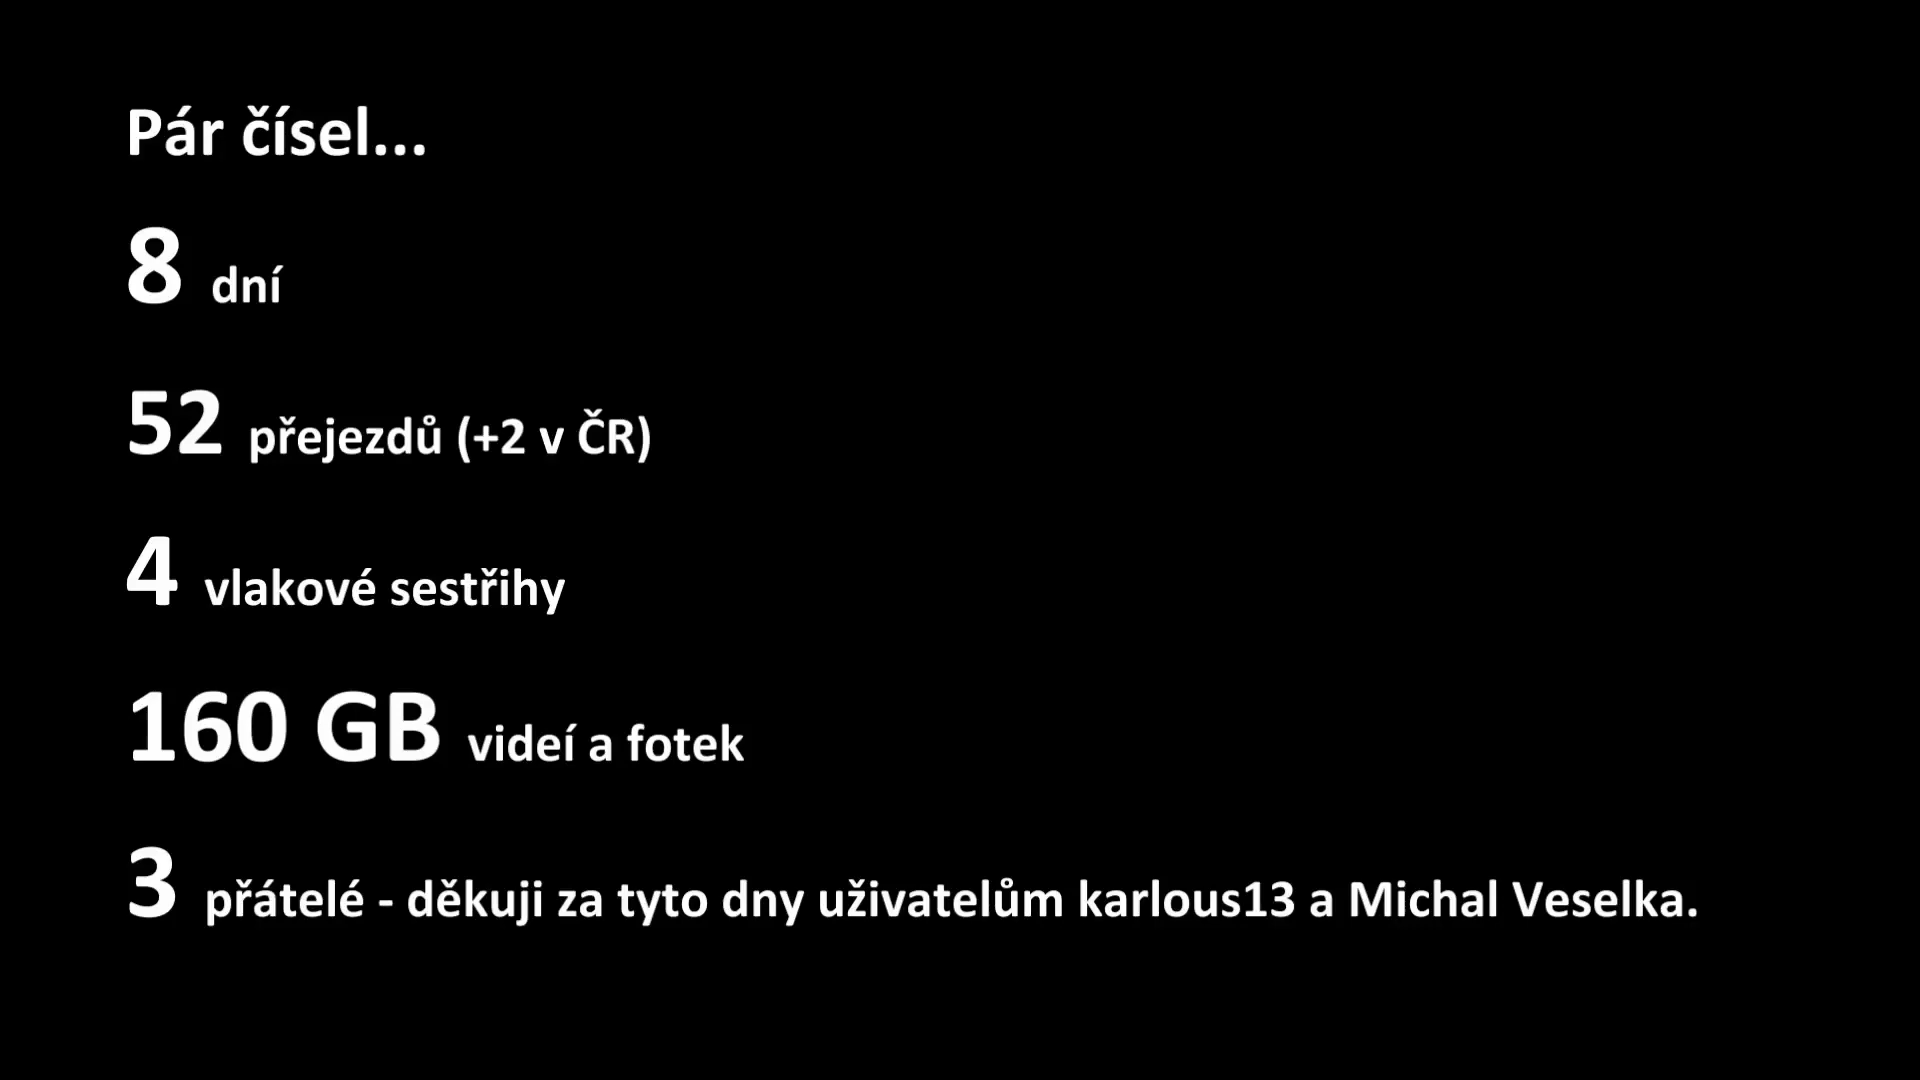 Pár čísel...
8 dní
52 přejezdů (+2 v ČR)
4 vlakové sestřihy
160 GB videí a fotek
3 přátelé - děkuji za tyto dny uživatelům karlous13 a Michal Veselka.